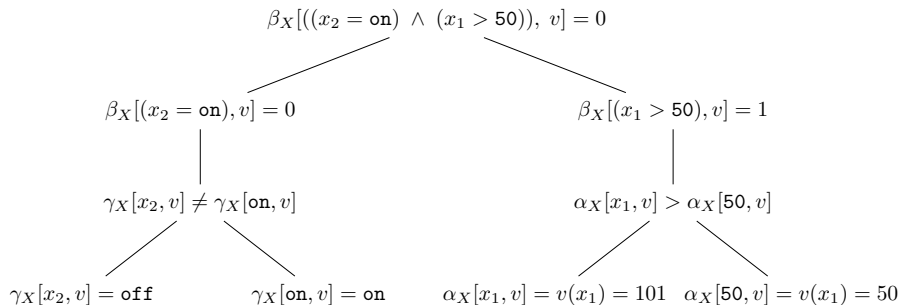 β_X[((x_2 = on) ∧ (x_1 > 50)), v] = 0
β_X[(x_2 = on), v] = 0 β_X[(x_1 > 50), v] = 1
γ_X[x_2, v] ≠ γ_X[on, v] α_X[x_1, v] > α_X[50, v]
γ_X[x_2, v] = off γ_X[on, v] = on α_X[x_1, v] = v(x_1) = 101 α_X[50, v] = v(x_1) = 50